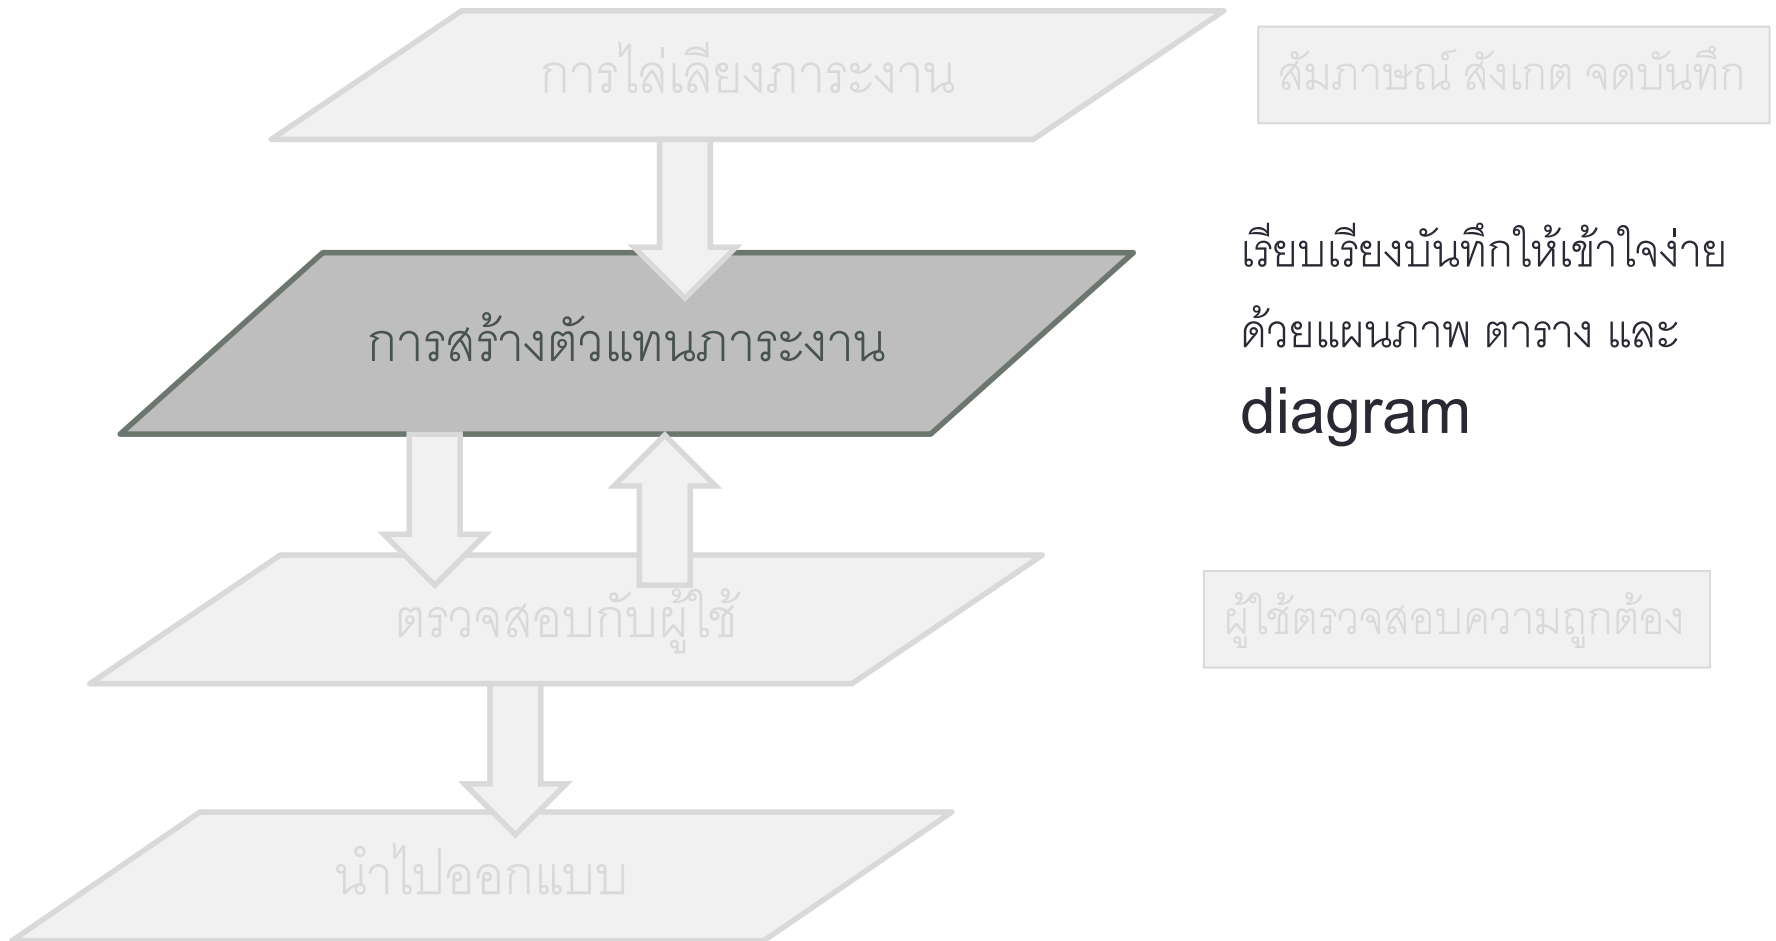 การไล่เลียงภาระงาน
สัมภาษณ์ สังเกต จดบันทึก
เรียบเรียงบันทึกให้เข้าใจง่าย
ด้วยแผนภาพ ตาราง และ
diagram
การสร้างตัวแทนภาระงาน
ตรวจสอบกับผู้ใช้
ผู้ใช้ตรวจสอบความถูกต้อง
นำไปออกแบบ